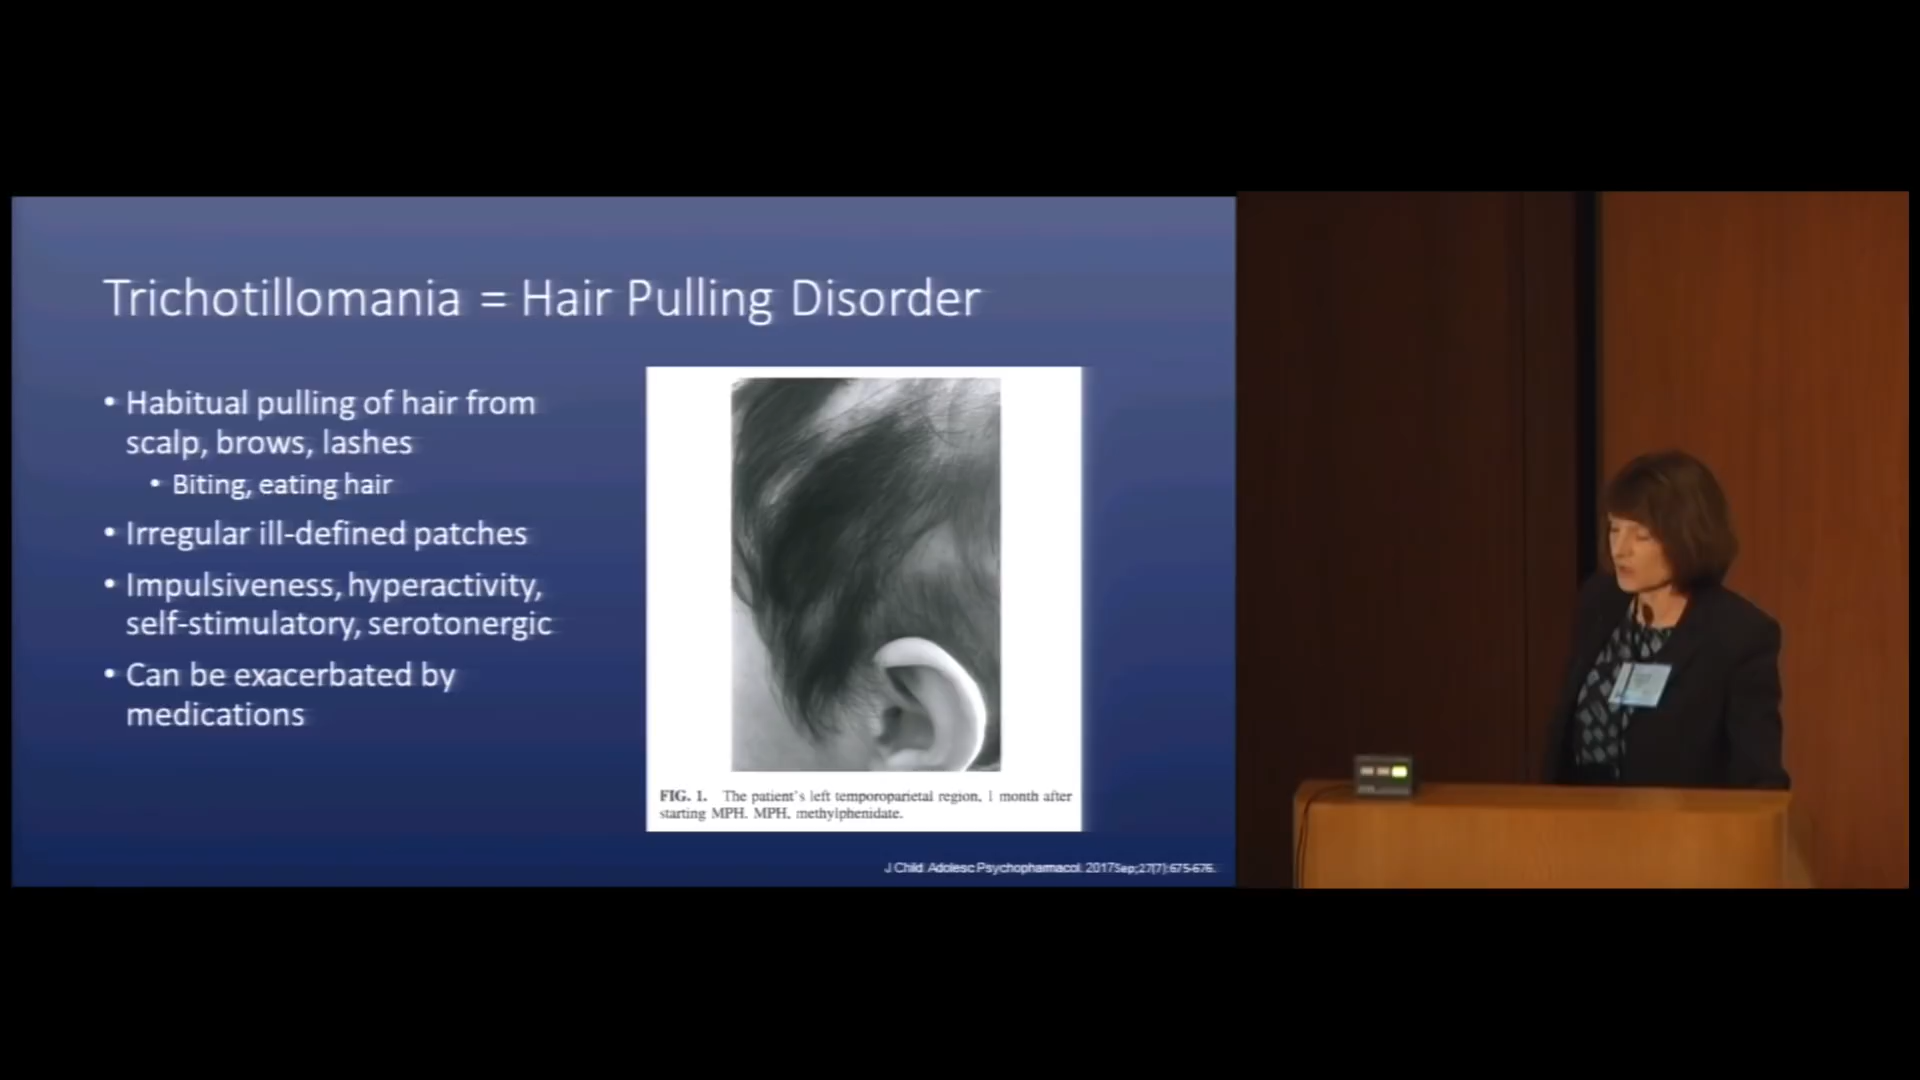 Trichotillomania = Hair Pulling Disorder
• Habitual pulling of hair from
scalp, brows, lashes
• Biting, eating hair
• Irregular ill-defined patches
• Impulsiveness, hyperactivity,
self-stimulatory, serotonergic
• Can be exacerbated by
medications
FIG. 1. The patient's left temporoparietal region, 1 month after
starting MPH. MPH, methylphenidate.
J Child Adolesc Psychopharmacol. 2017 Sep;27(7):675-676.